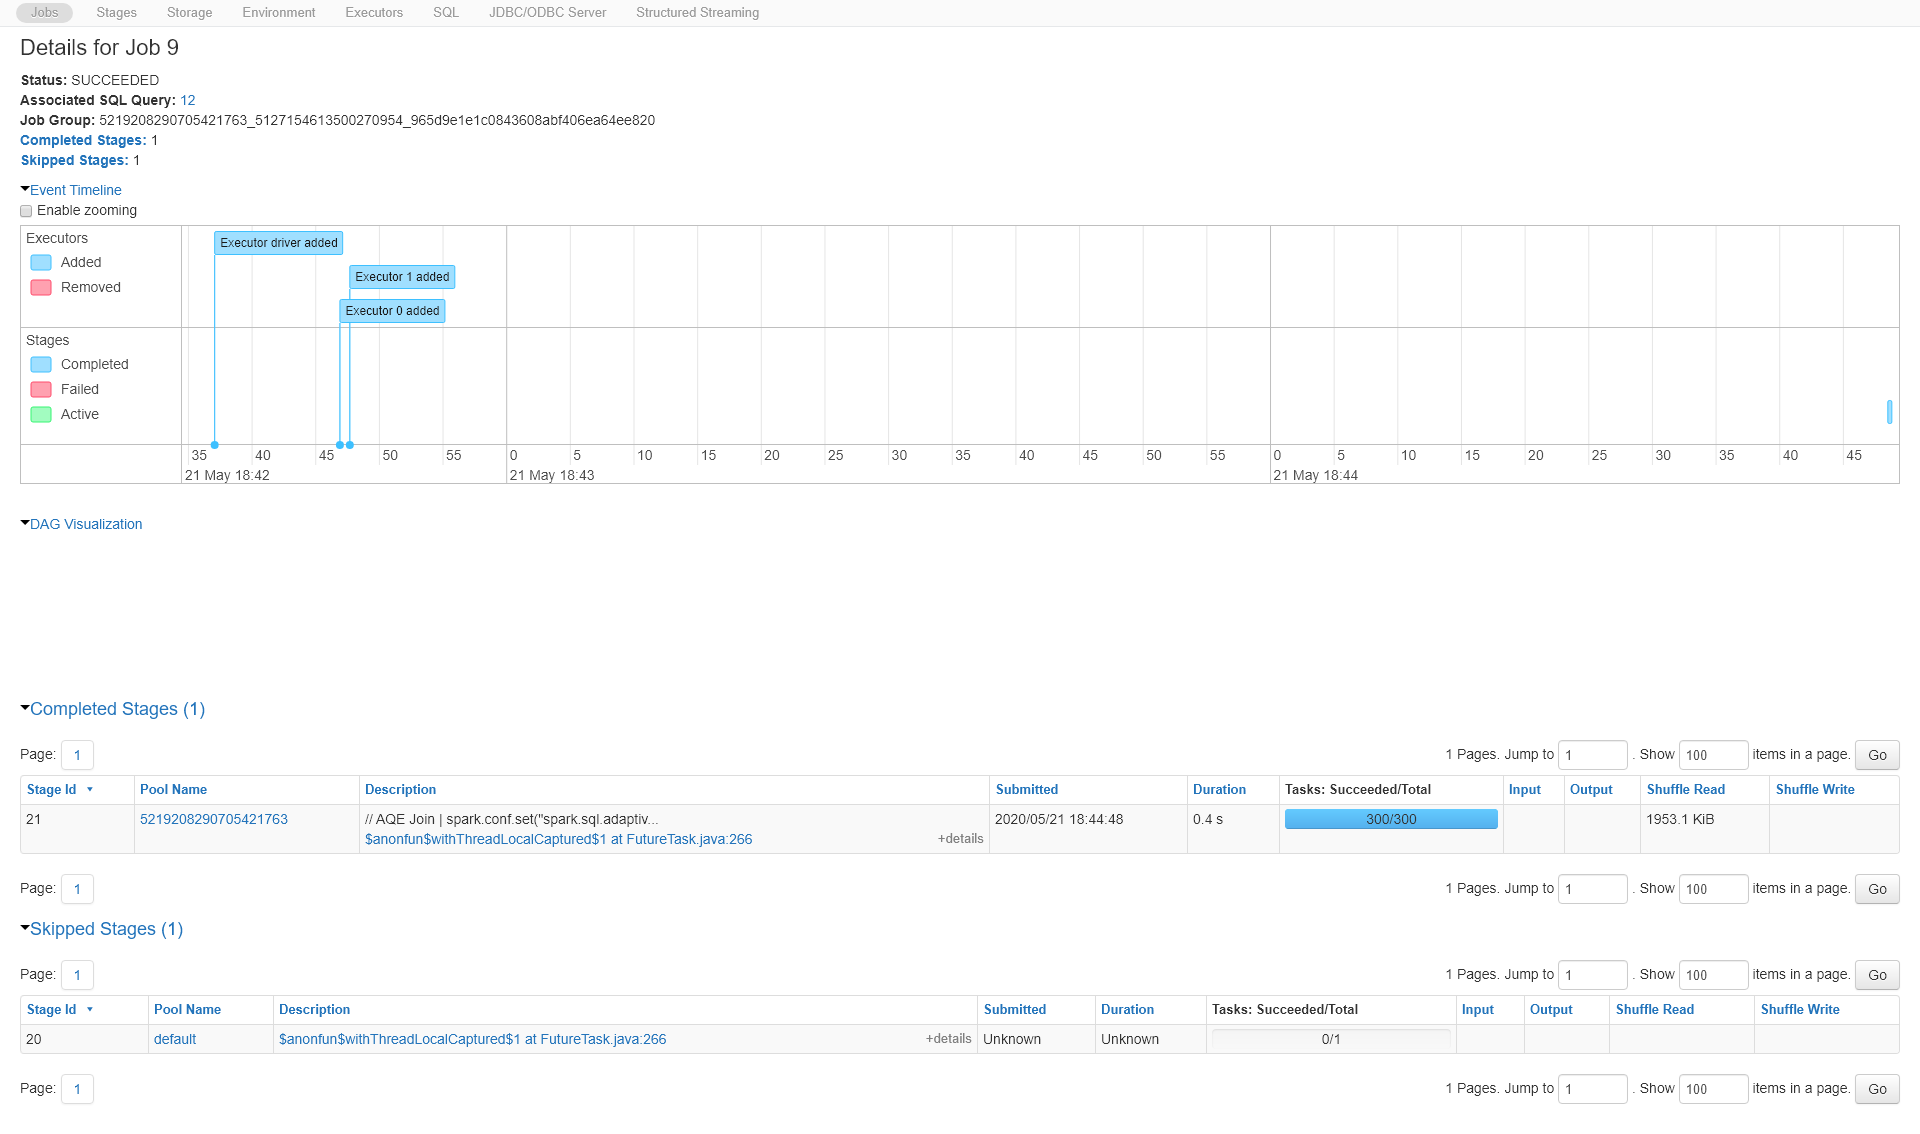 Jobs Stages Storage Environment Executors SQL JDBC/ODBC Server Structured Streaming
Details for Job 9
Status: SUCCEEDED
Associated SQL Query: 12
Job Group: 5219208290705421763_5127154613500270954_965d9e1e1c0843608abf406ea64ee820
Completed Stages: 1
Skipped Stages: 1
Event Timeline
Enable zooming
Executors
Added
Removed
Executor driver added
Executor 1 added
Executor 0 added
Stages
Completed
Failed
Active
35 40 45 50 55 0 5 10 15 20 25 30 35 40 45 50 55 0 5 10 15 20 25 30 35 40 45
21 May 18:42 21 May 18:43 21 May 18:44
DAG Visualization
Completed Stages (1)
Page: 1 1 Pages. Jump to 1 . Show 100 items in a page. Go
Stage Id Pool Name Description Submitted Duration Tasks: Succeeded/Total Input Output Shuffle Read Shuffle Write
21 5219208290705421763 // AQE Join | spark.conf.set("spark.sql.adaptiv... 2020/05/21 18:44:48 0.4 s 300/300 1953.1 KiB
$anonfun$withThreadLocalCaptured$1 at FutureTask.java:266 +details
Page: 1 1 Pages. Jump to 1 . Show 100 items in a page. Go
Skipped Stages (1)
Page: 1 1 Pages. Jump to 1 . Show 100 items in a page. Go
Stage Id Pool Name Description Submitted Duration Tasks: Succeeded/Total Input Output Shuffle Read Shuffle Write
20 default $anonfun$withThreadLocalCaptured$1 at FutureTask.java:266 +details Unknown Unknown 0/1
Page: 1 1 Pages. Jump to 1 . Show 100 items in a page. Go